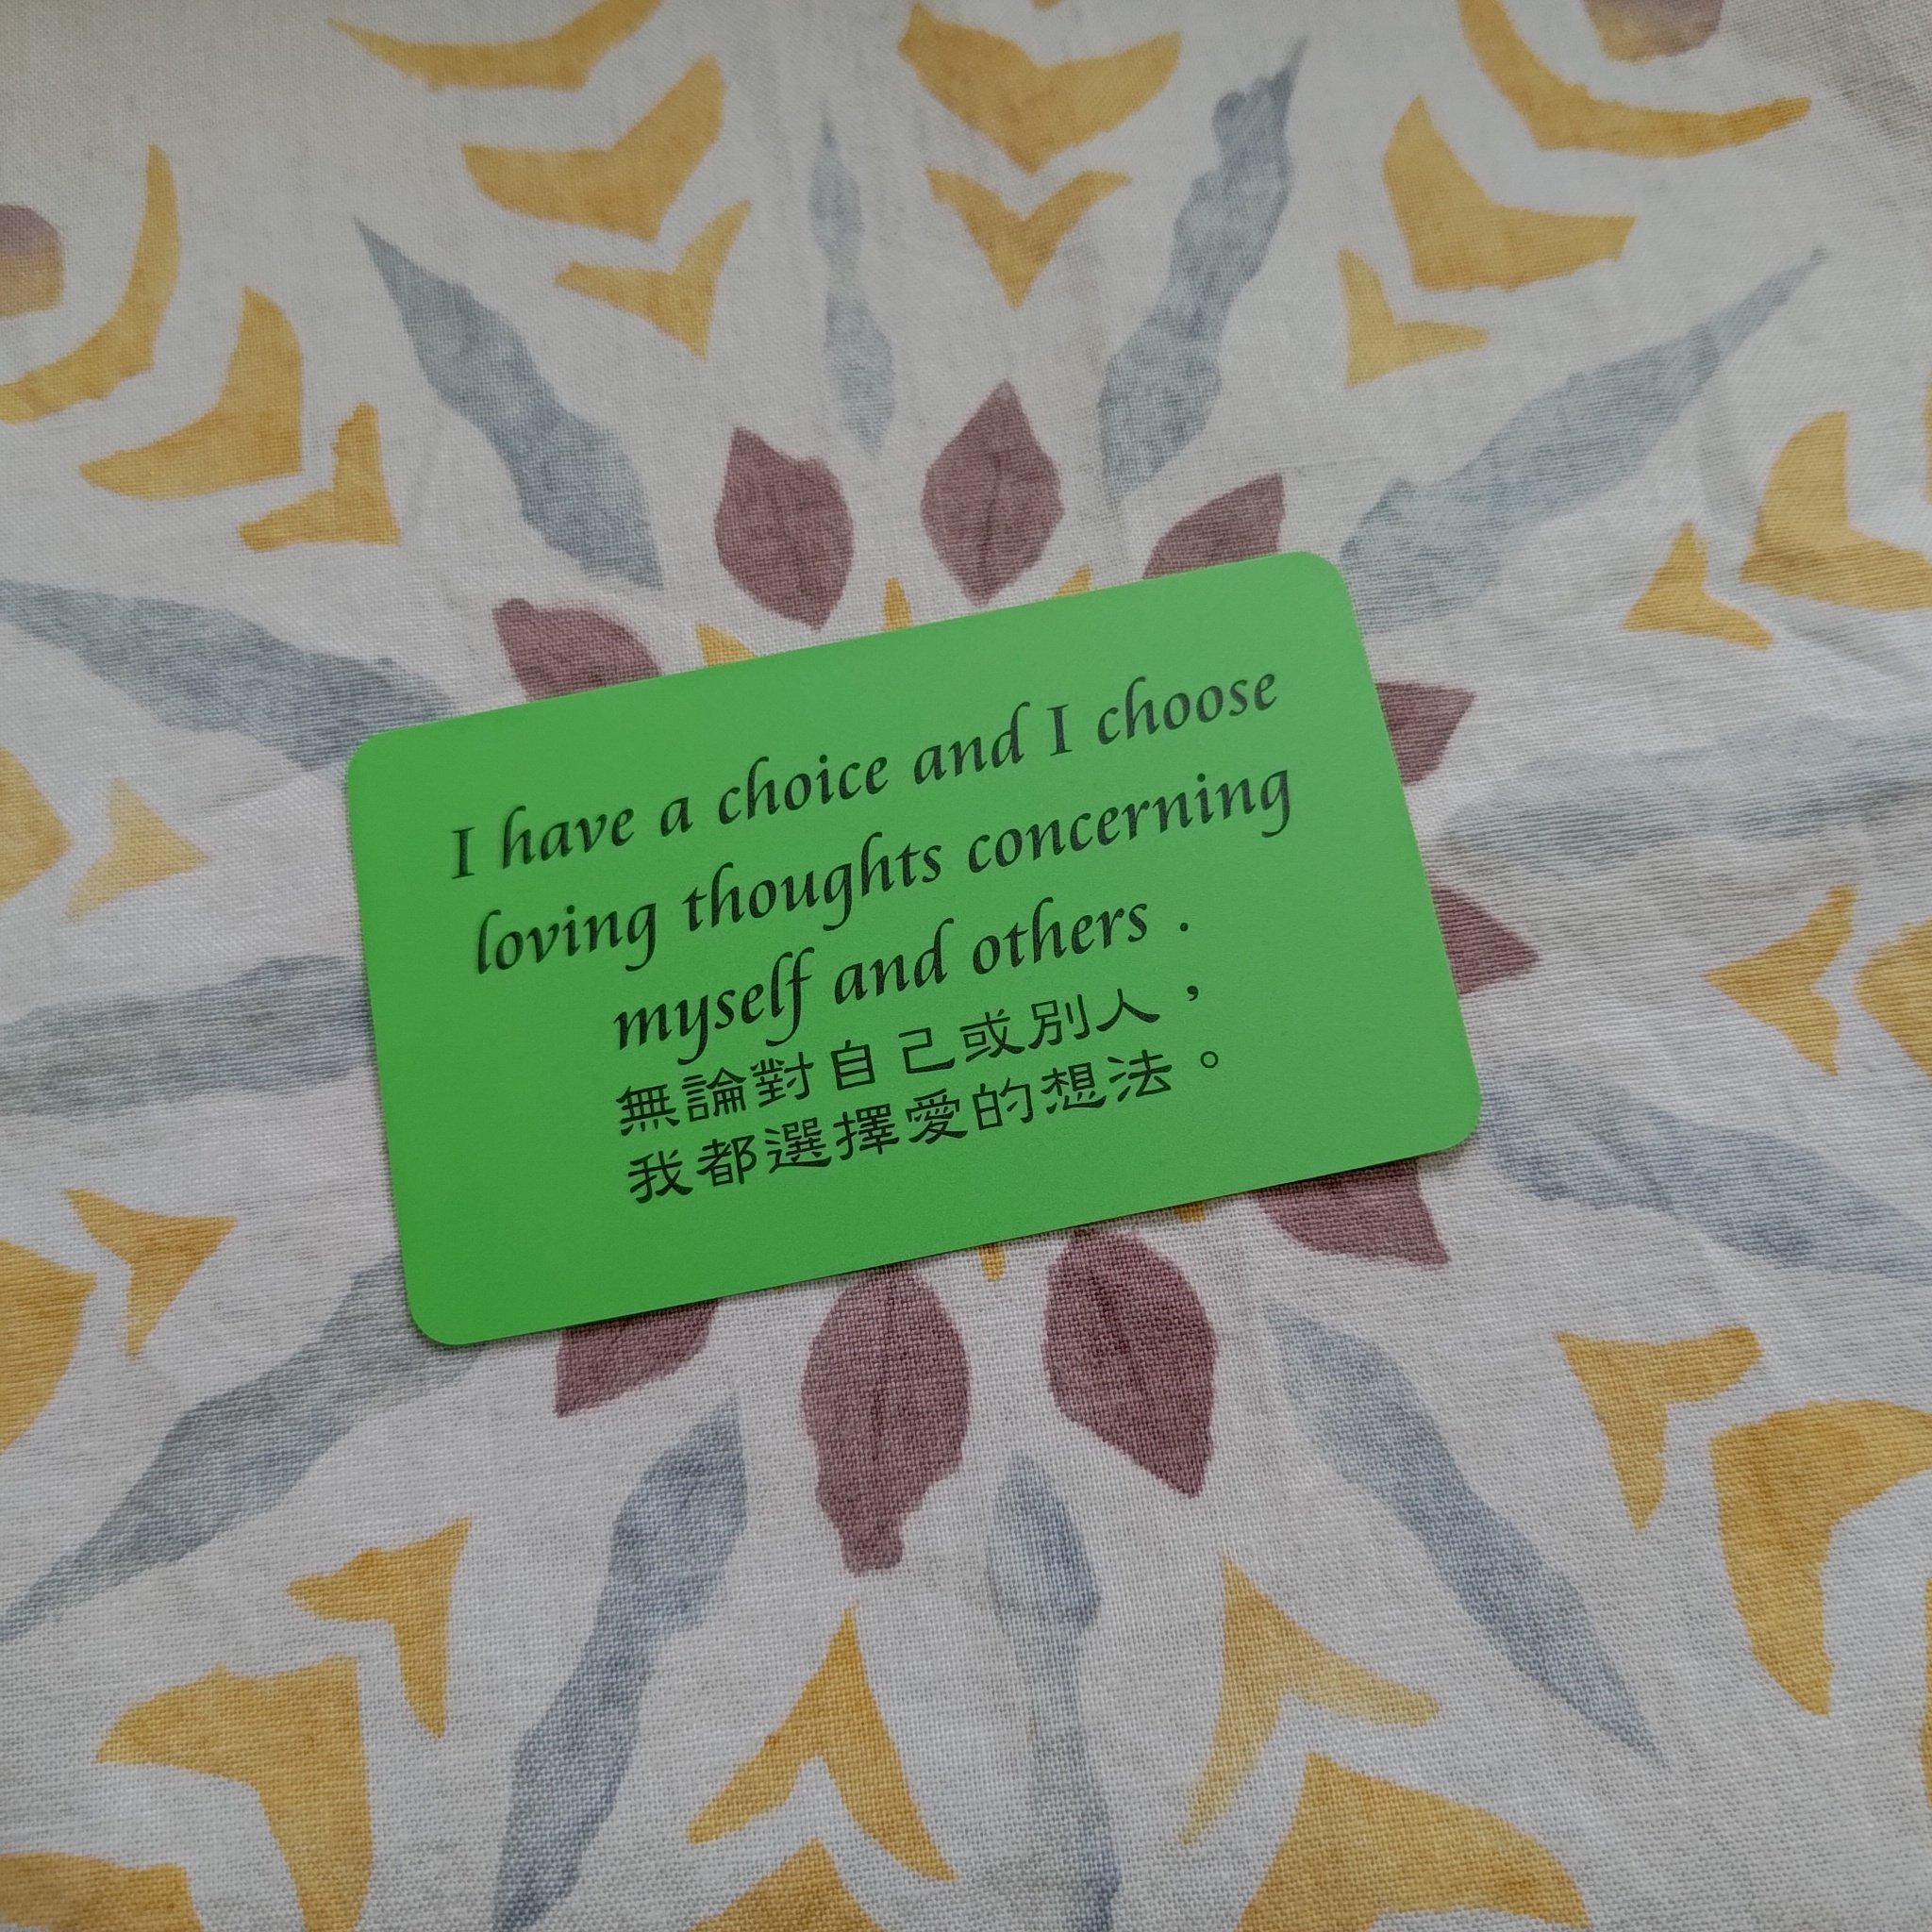 I have a choice and I choose
loving thoughts concerning
myself and others .
無論對自己或別人，
我都選擇愛的想法。